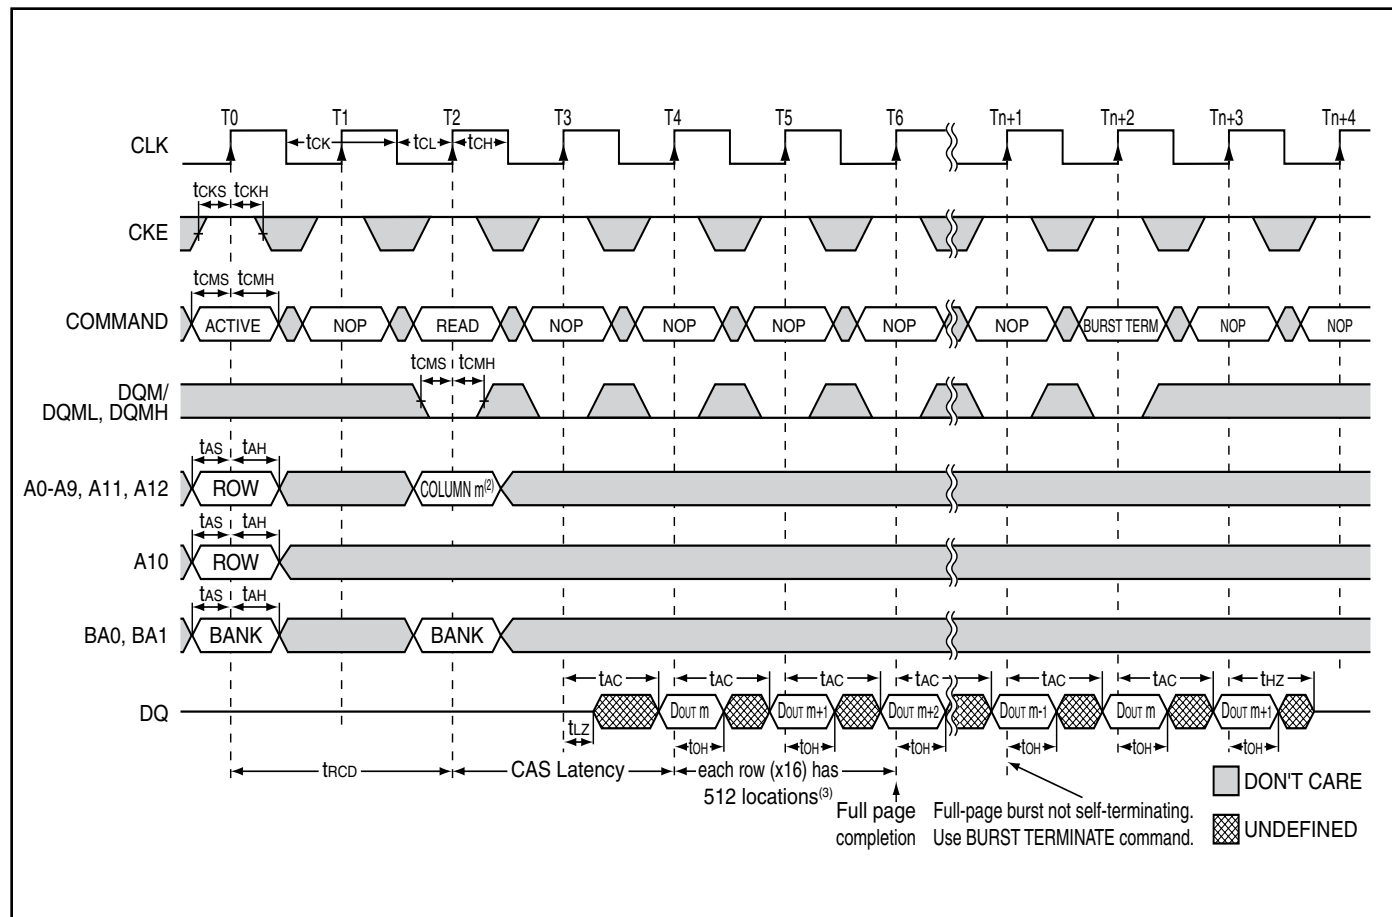 T0 T1 T2 T3 T4 T5 T6 Tn+1 Tn+2 Tn+3 Tn+4
CLK tCK tCL tCH
tCKS tCKH
CKE
tCMS tCMH
COMMAND ACTIVE NOP READ NOP NOP NOP NOP NOP BURST TERM NOP NOP
tCMS tCMH
DQM/
DQML, DQMH
tAS tAH
A0-A9, A11, A12 ROW COLUMN m(2)
tAS tAH
A10 ROW
tAS tAH
BA0, BA1 BANK BANK
tAC tAC tAC tAC tAC tAC tHZ
DQ DOUT m DOUT m+1 DOUT m+2 DOUT m-1 DOUT m DOUT m+1
tLZ tOH tOH tOH tOH tOH tOH
tRCD CAS Latency each row (x16) has
512 locations(3)
Full page
completion
Full-page burst not self-terminating.
Use BURST TERMINATE command.
DON'T CARE
UNDEFINED